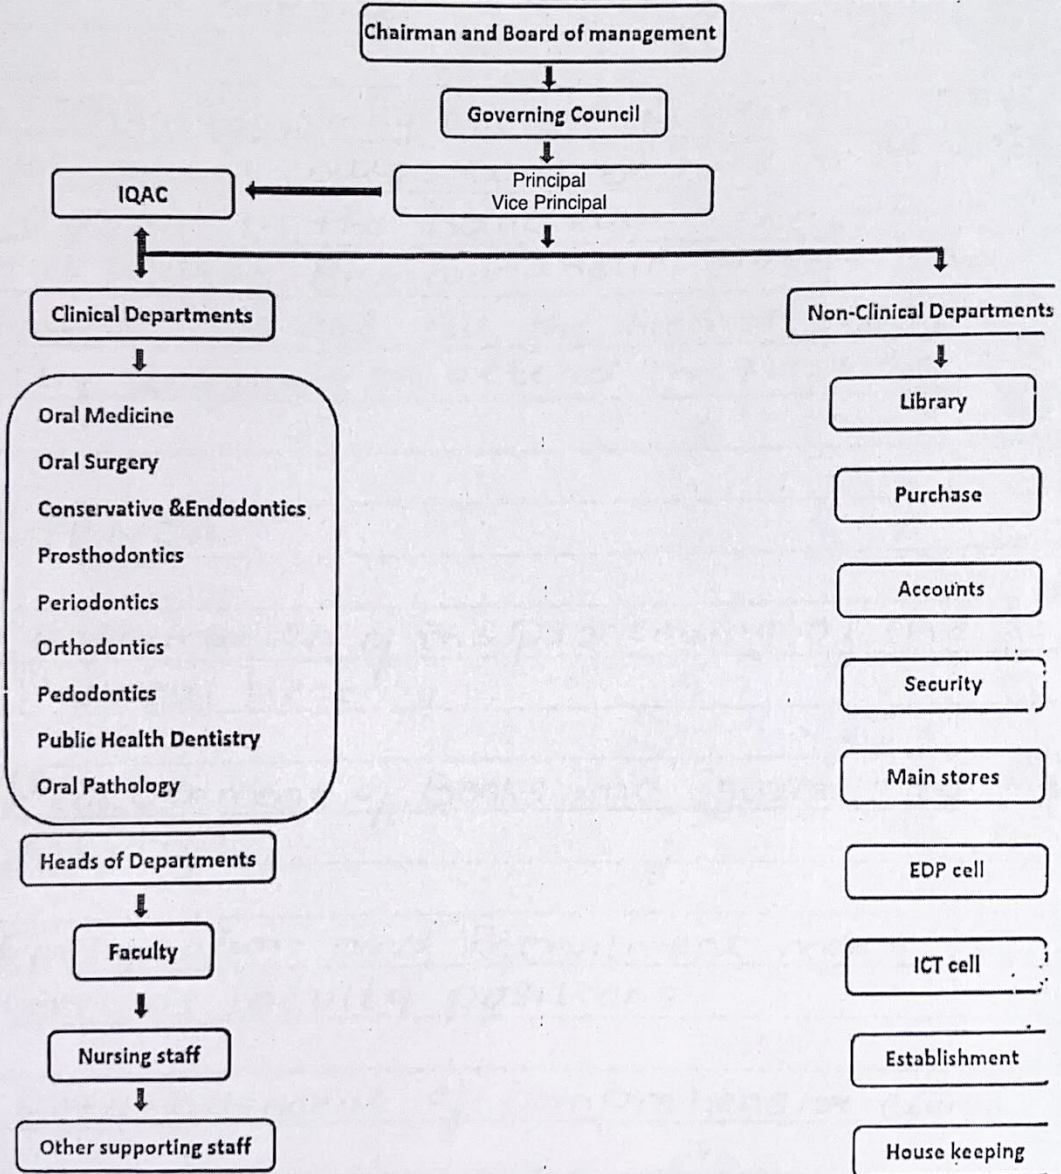 Chairman and Board of management
Governing Council
Principal
Vice Principal
IQAC
Clinical Departments
Non-Clinical Departments
Oral Medicine
Oral Surgery
Conservative &Endodontics
Prosthodontics
Periodontics
Orthodontics
Pedodontics
Public Health Dentistry
Oral Pathology
Heads of Departments
Faculty
Nursing staff
Other supporting staff
Library
Purchase
Accounts
Security
Main stores
EDP cell
ICT cell
Establishment
House keeping